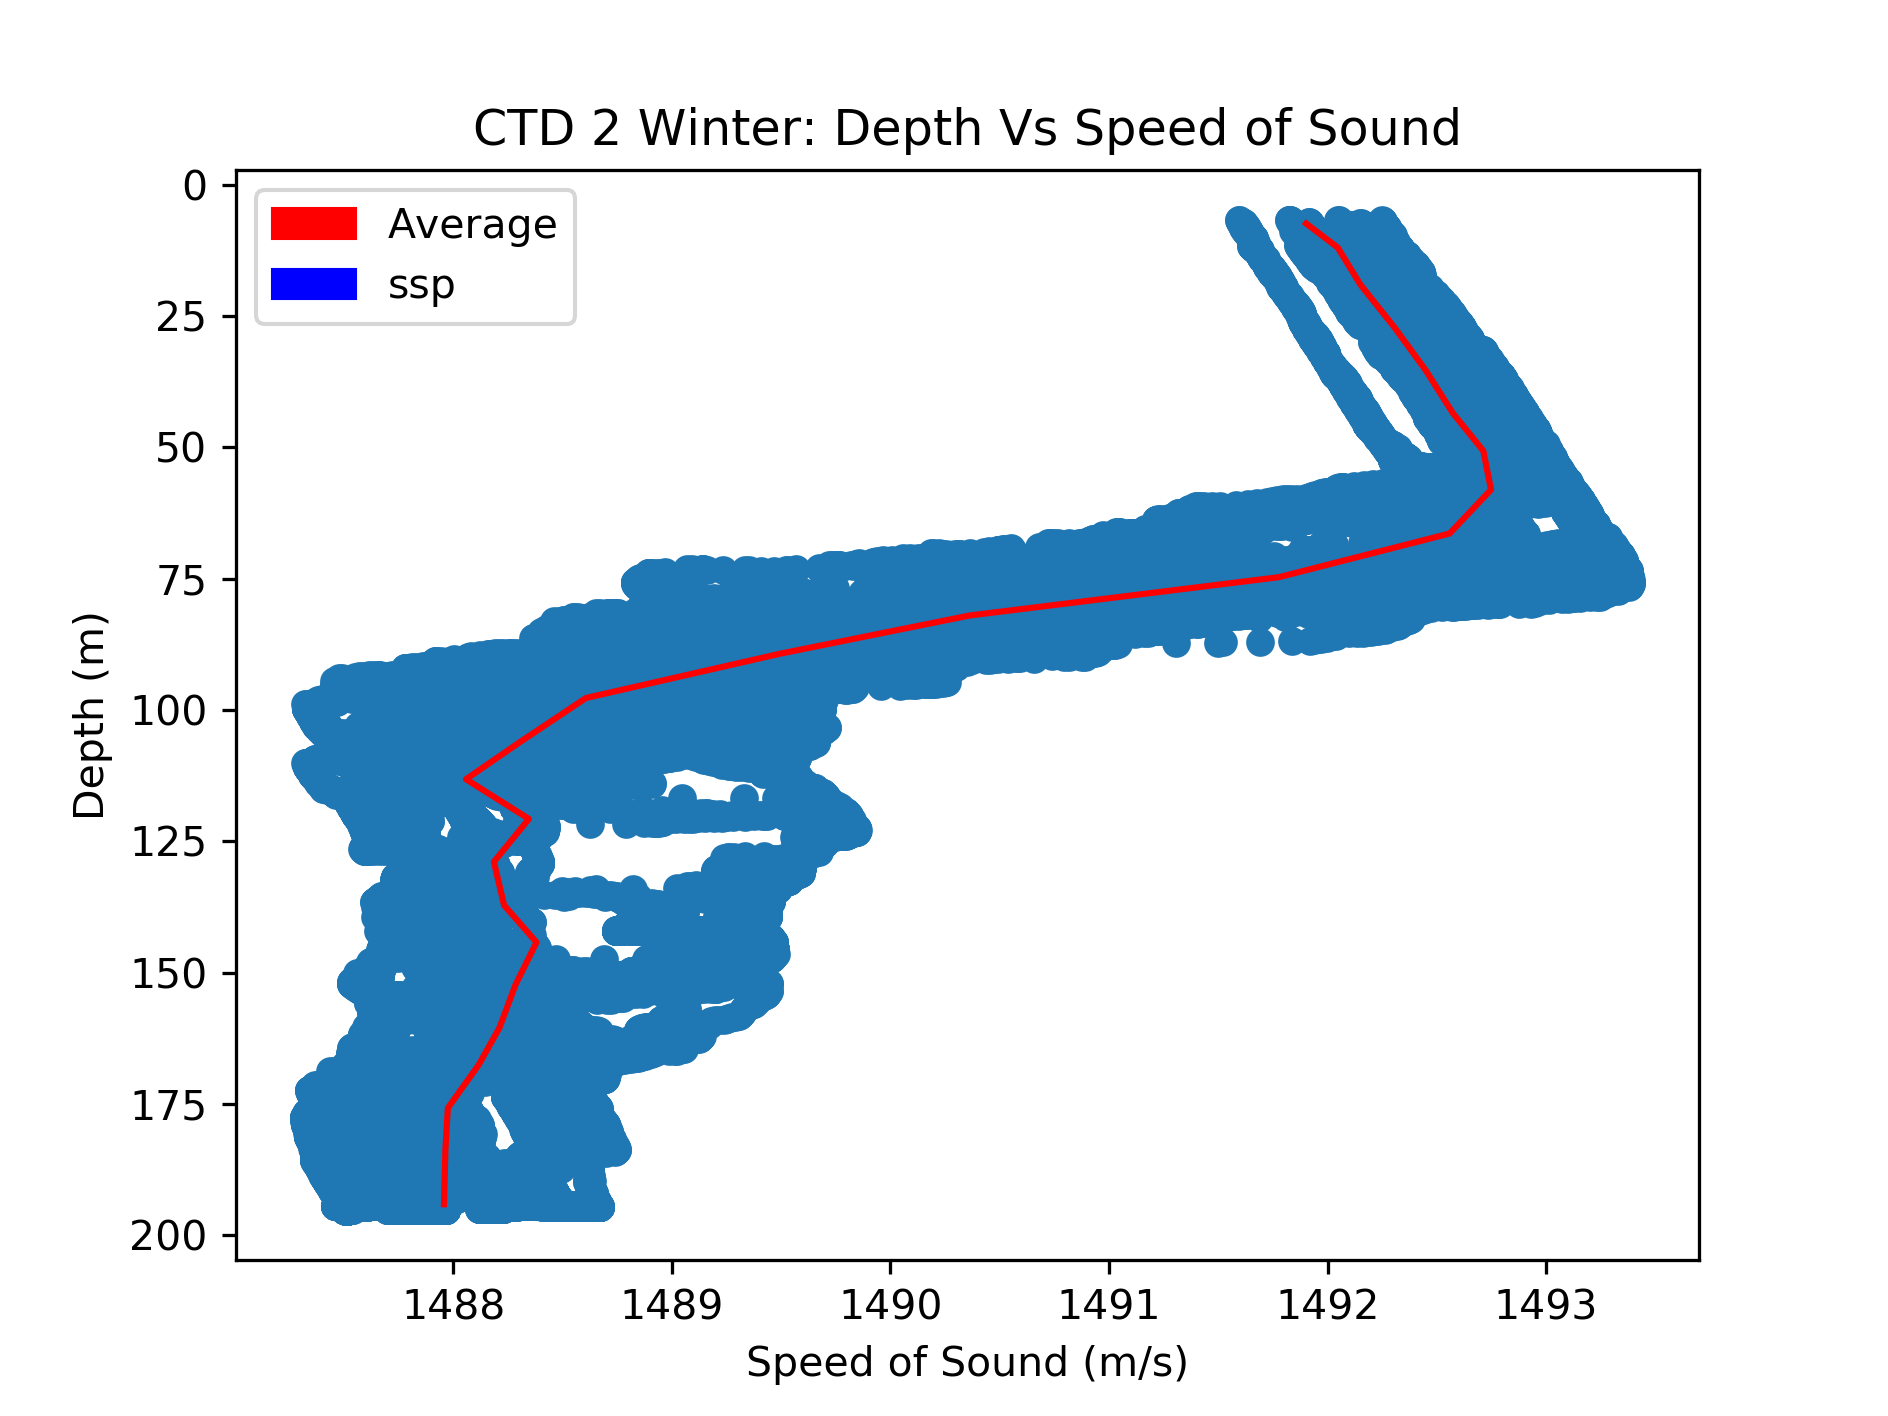 CTD 2 Winter: Depth Vs Speed of Sound
Average
ssp
0
25
50
75
100
125
150
175
200
Depth (m)
1488 1489 1490 1491 1492 1493
Speed of Sound (m/s)